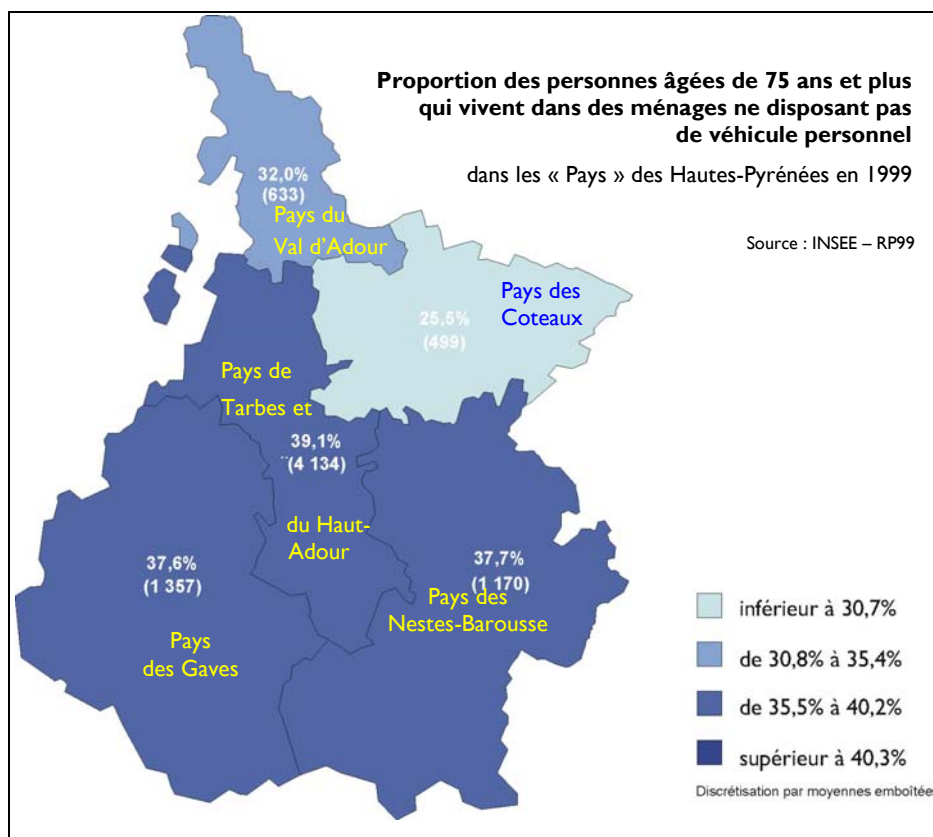 Proportion des personnes âgées de 75 ans et plus
qui vivent dans des ménages ne disposant pas
de véhicule personnel
dans les « Pays » des Hautes-Pyrénées en 1999
Source : INSEE – RP99
32,0%
(633)
Pays du
Val d'Adour
25,5%
(499)
Pays des
Coteaux
Pays de
Tarbes et
39,1%
(4 134)
du Haut-
Adour
37,6%
(1 357)
Pays
des Gaves
37,7%
(1 170)
Pays des
Nestes-Barousse
inférieur à 30,7%
de 30,8% à 35,4%
de 35,5% à 40,2%
supérieur à 40,3%
Discrétisation par moyennes emboîtée